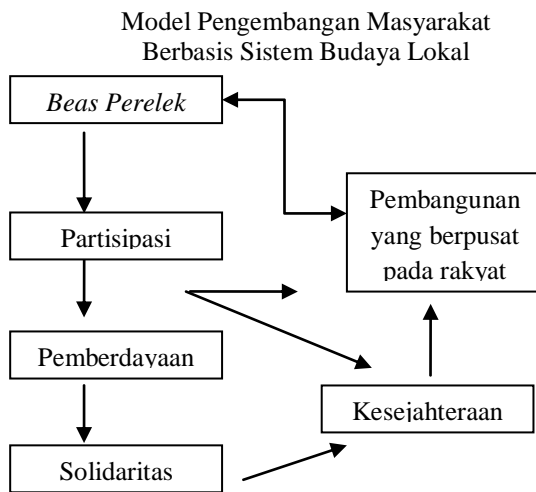 Model Pengembangan Masyarakat
Berbasis Sistem Budaya Lokal
Beas Perelek
Partisipasi
Pemberdayaan
Solidaritas
Pembangunan
yang berpusat
pada rakyat
Kesejahteraan